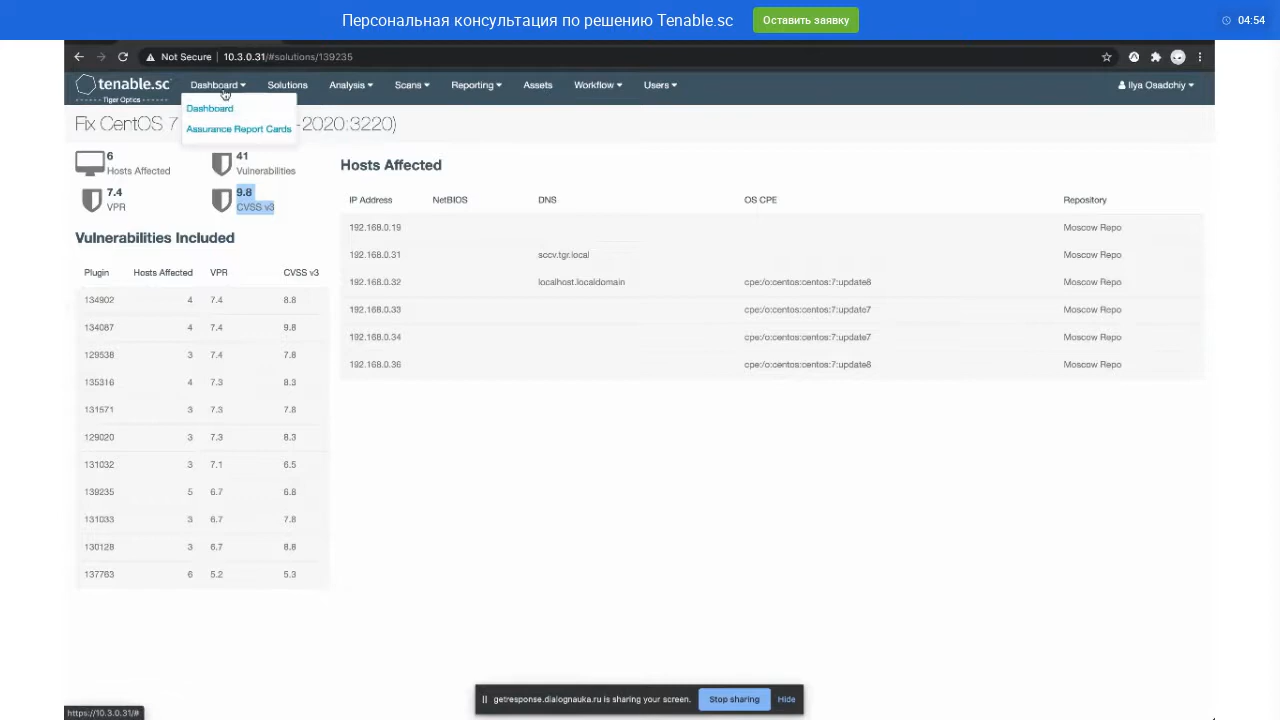 Персональная консультация по решению Tenable.sc
Оставить заявку
04:54
Not Secure | 10.3.0.31/#solutions/139235
tenable.sc
Tiger Optics
Dashboard
Solutions
Analysis
Scans
Reporting
Assets
Workflow
Users
Ilya Osadchiy
Dashboard
Assurance Report Cards
Fix CentOS 7
-2020:3220)
6
Hosts Affected
41
Vulnerabilities
7.4
VPR
9.8
CVSS v3
Vulnerabilities Included
Plugin Hosts Affected VPR CVSS v3
134902 4 7.4 8.8
134087 4 7.4 9.8
129538 3 7.4 7.8
135316 4 7.3 8.3
131571 3 7.3 7.8
129020 3 7.3 8.3
131032 3 7.1 6.5
139235 5 6.7 6.8
131033 3 6.7 7.8
130128 3 6.7 8.8
137763 6 5.2 5.3
Hosts Affected
IP Address NetBIOS DNS OS CPE Repository
192.168.0.19 Moscow Repo
192.168.0.31 sccv.tgr.local Moscow Repo
192.168.0.32 localhost.localdomain cpe:/o:centos:centos:7:update8 Moscow Repo
192.168.0.33 cpe:/o:centos:centos:7:update7 Moscow Repo
192.168.0.34 cpe:/o:centos:centos:7:update7 Moscow Repo
192.168.0.36 cpe:/o:centos:centos:7:update8 Moscow Repo
getresponse.dialognauka.ru is sharing your screen.
Stop sharing
Hide
https://10.3.0.31/#